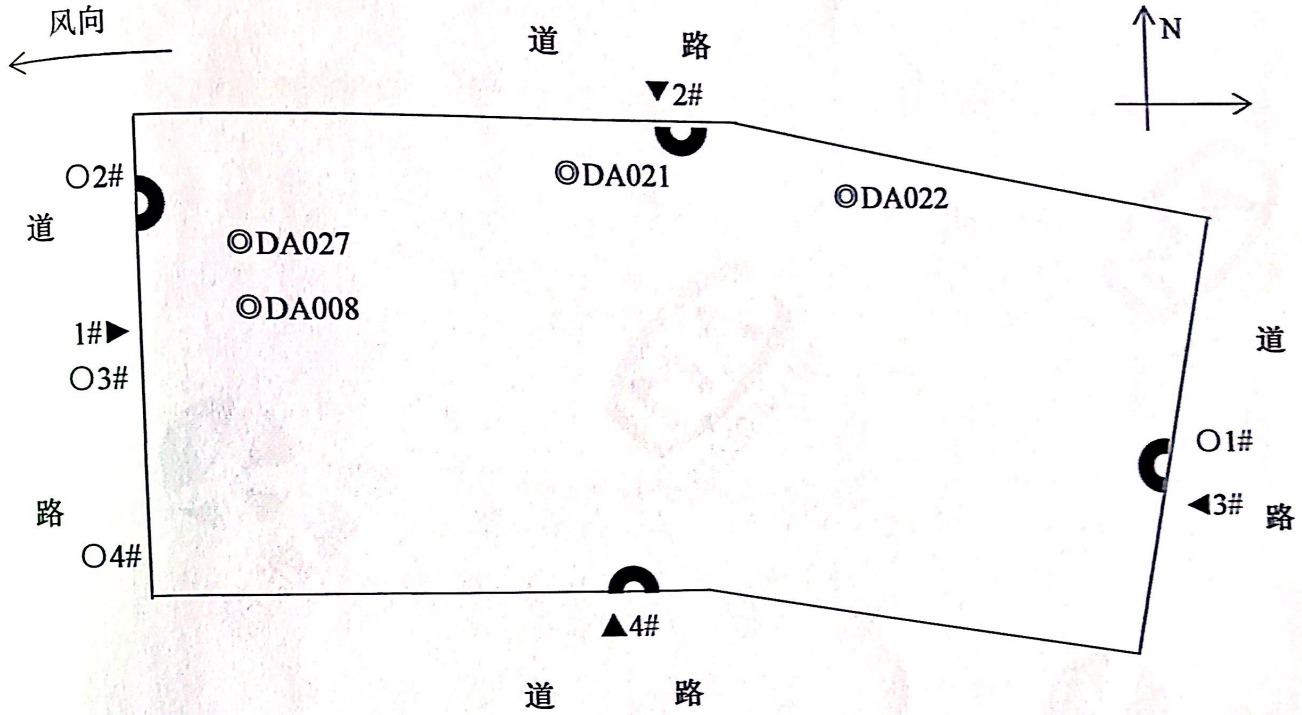 风向
道 路
N
▼2#
○2#
◎DA021
◎DA022
道
◎DA027
◎DA008
1#▶
道
○3#
○1#
◀3#
路
路
○4#
▲4#
道 路